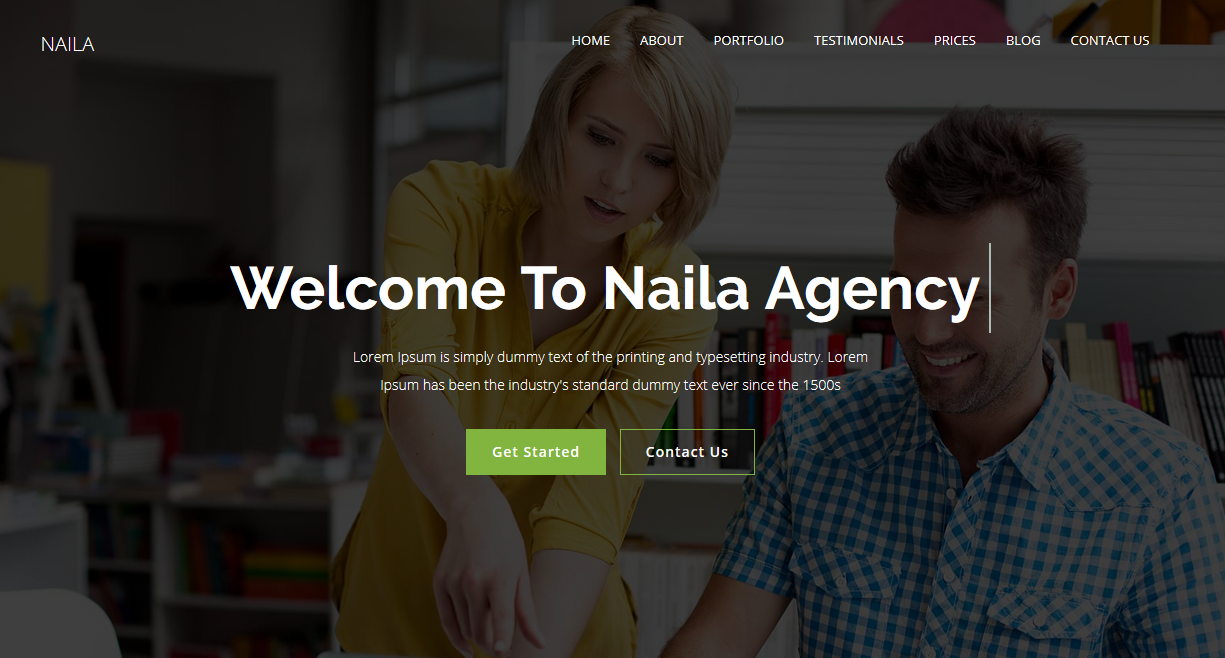 NAILA
HOME ABOUT PORTFOLIO TESTIMONIALS PRICES BLOG CONTACT US
Welcome To Naila Agency
Lorem Ipsum is simply dummy text of the printing and typesetting industry. Lorem
Ipsum has been the industry's standard dummy text ever since the 1500s
Get Started
Contact Us